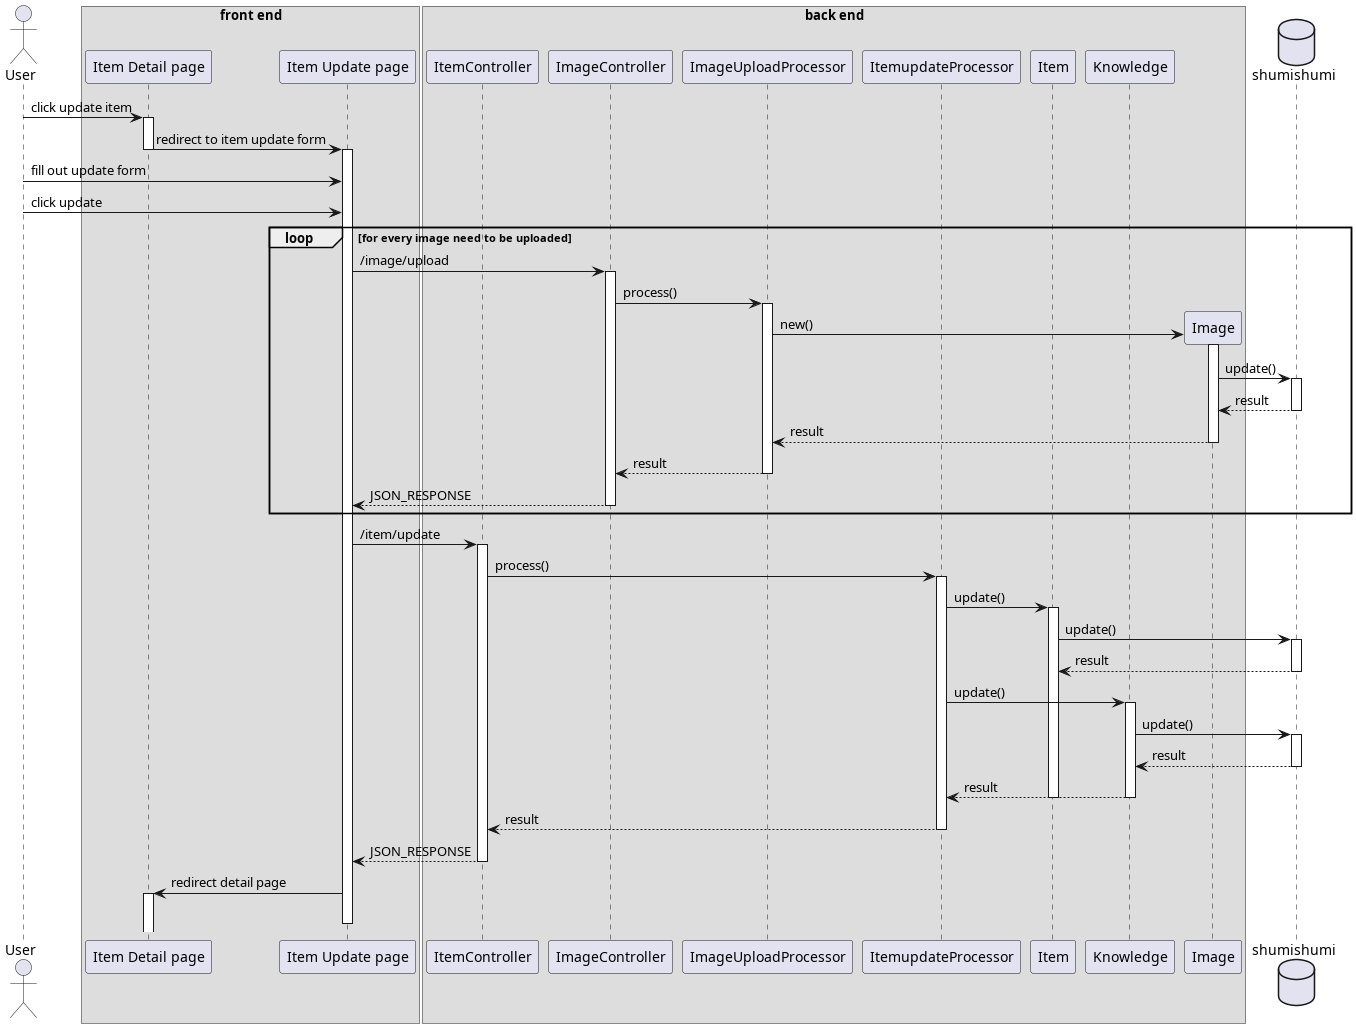 front end
back end
User
Item Detail page
Item Update page
ItemController
ImageController
ImageUploadProcessor
ItemupdateProcessor
Item
Knowledge
shumishumi
click update item
redirect to item update form
fill out update form
click update
loop
[for every image need to be uploaded]
/image/upload
process()
new()
Image
update()
result
result
result
JSON_RESPONSE
/item/update
process()
update()
update()
result
update()
update()
result
result
result
JSON_RESPONSE
redirect detail page
User
Item Detail page
Item Update page
ItemController
ImageController
ImageUploadProcessor
ItemupdateProcessor
Item
Knowledge
Image
shumishumi